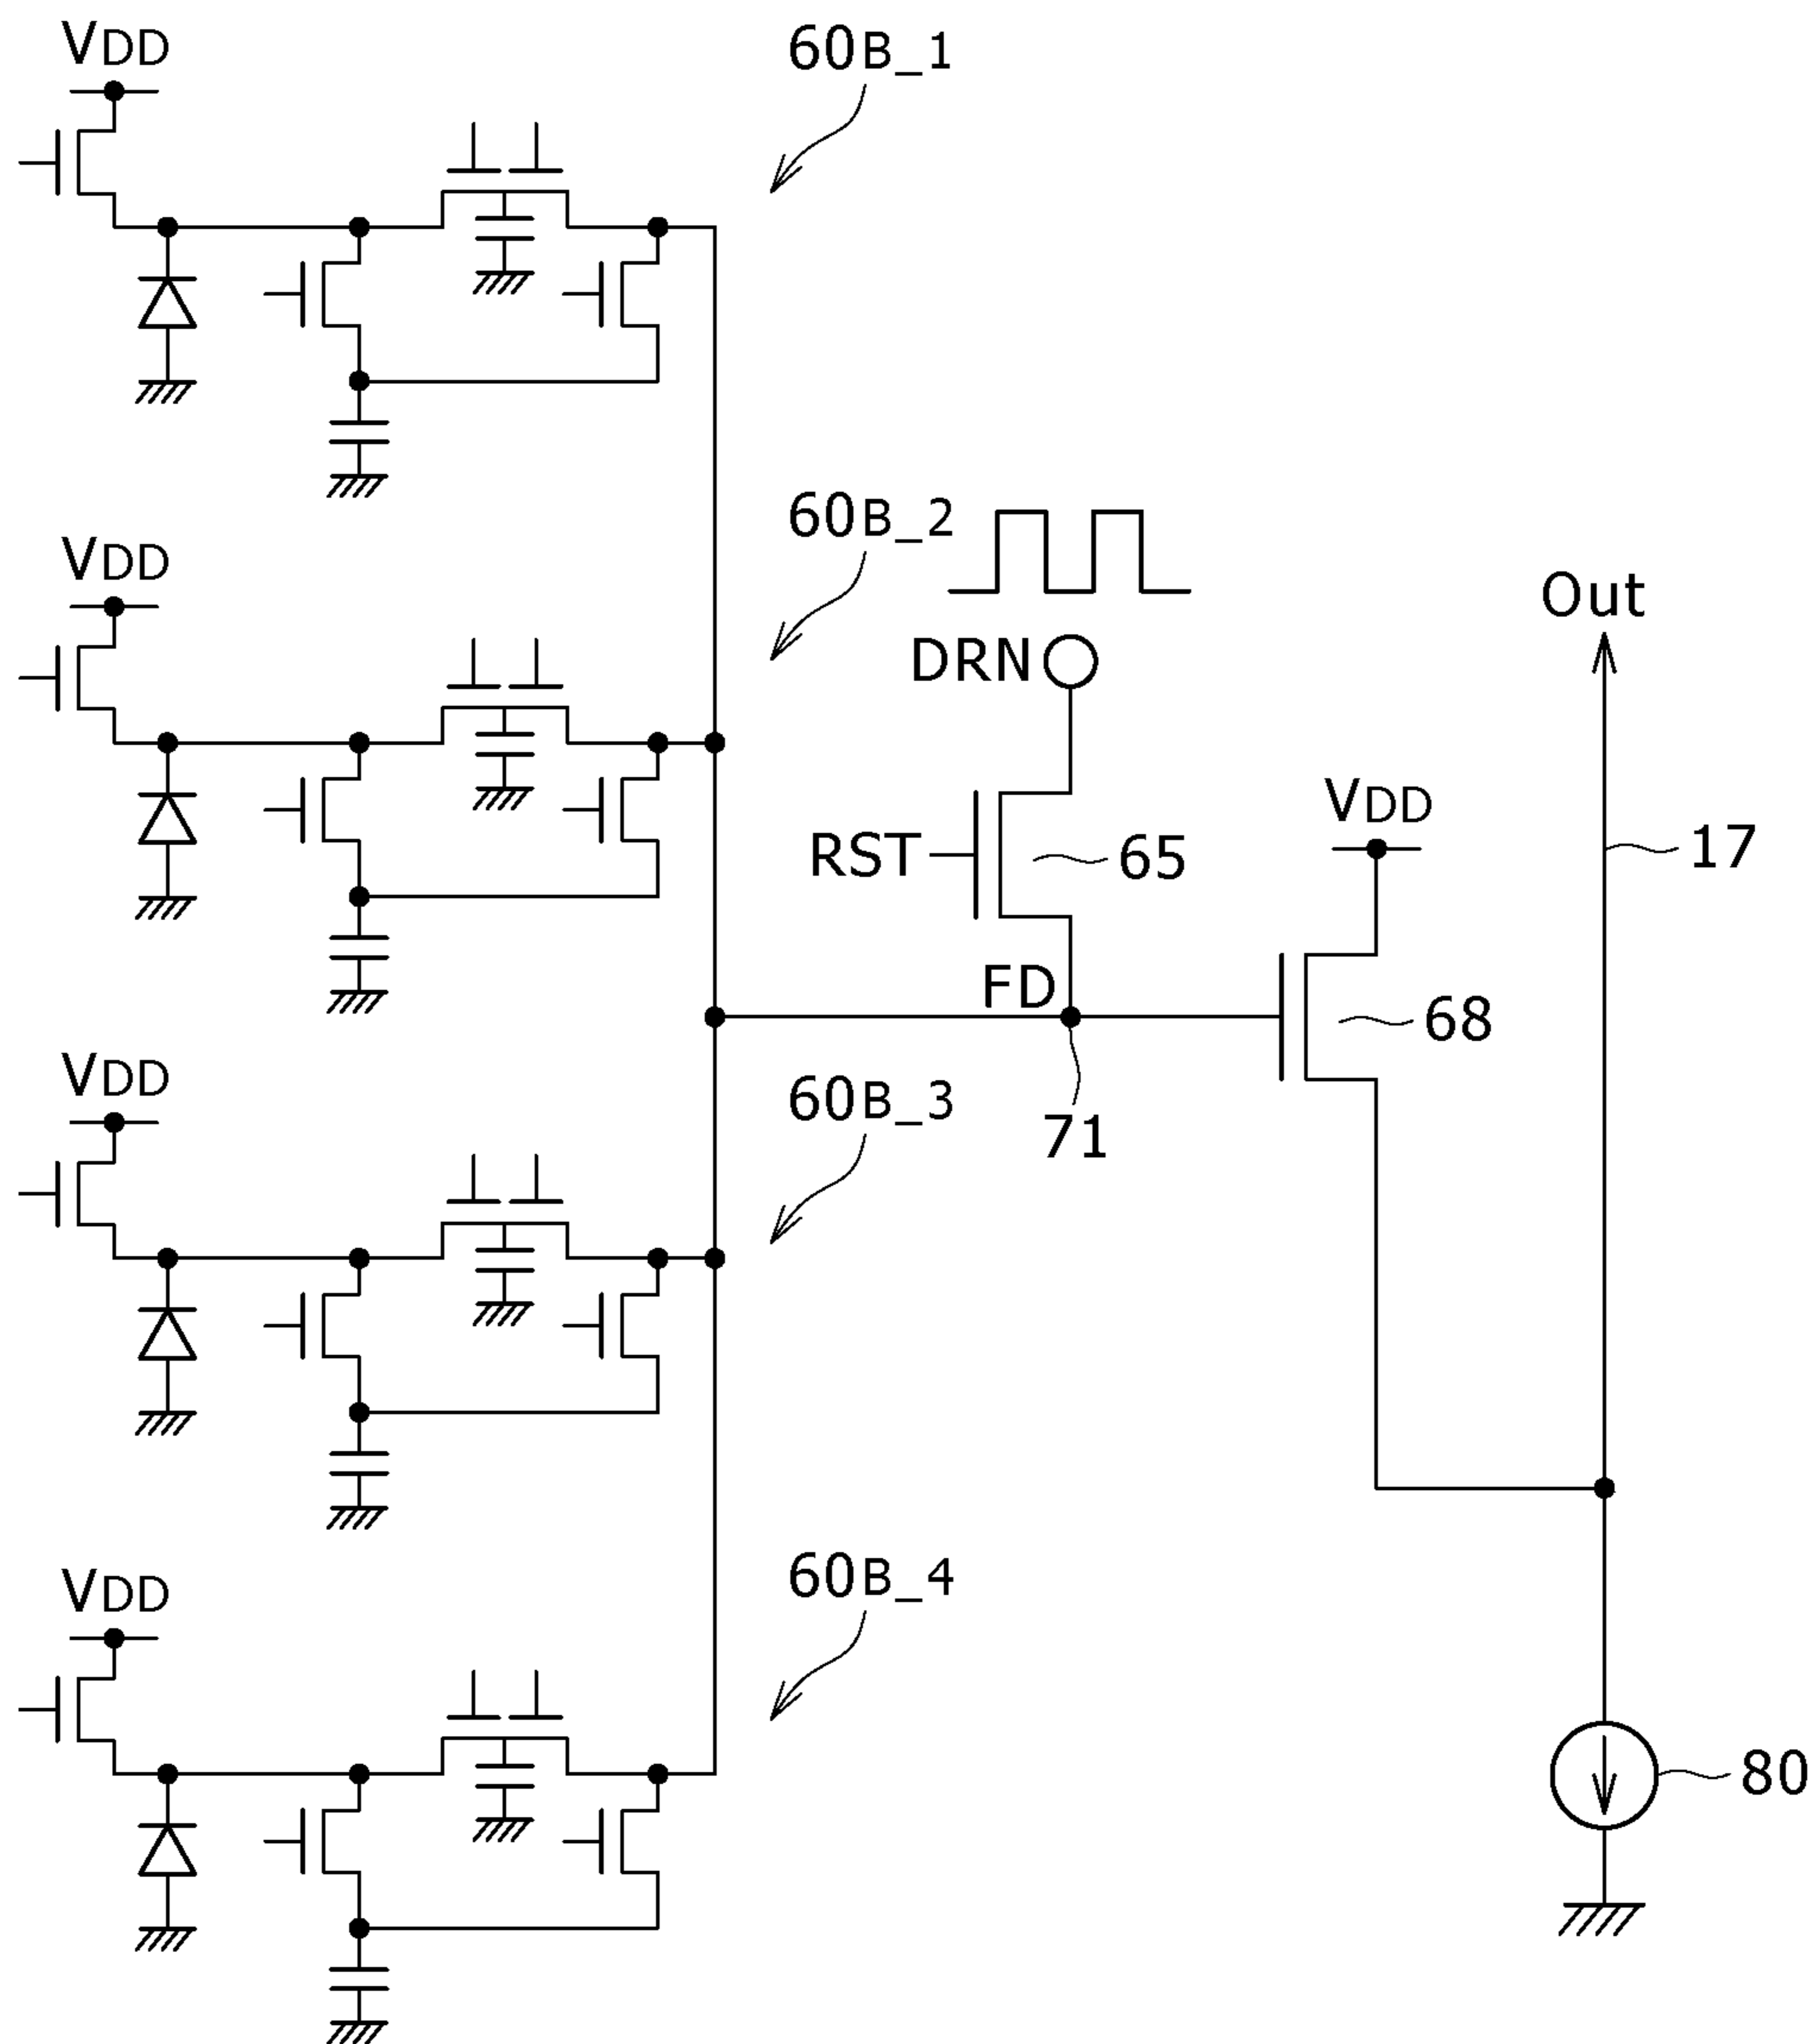 VDD
60B_1
60B_2
VDD
Out
DRN
VDD
RST
65
17
FD
68
VDD
60B_3
71
60B_4
VDD
80